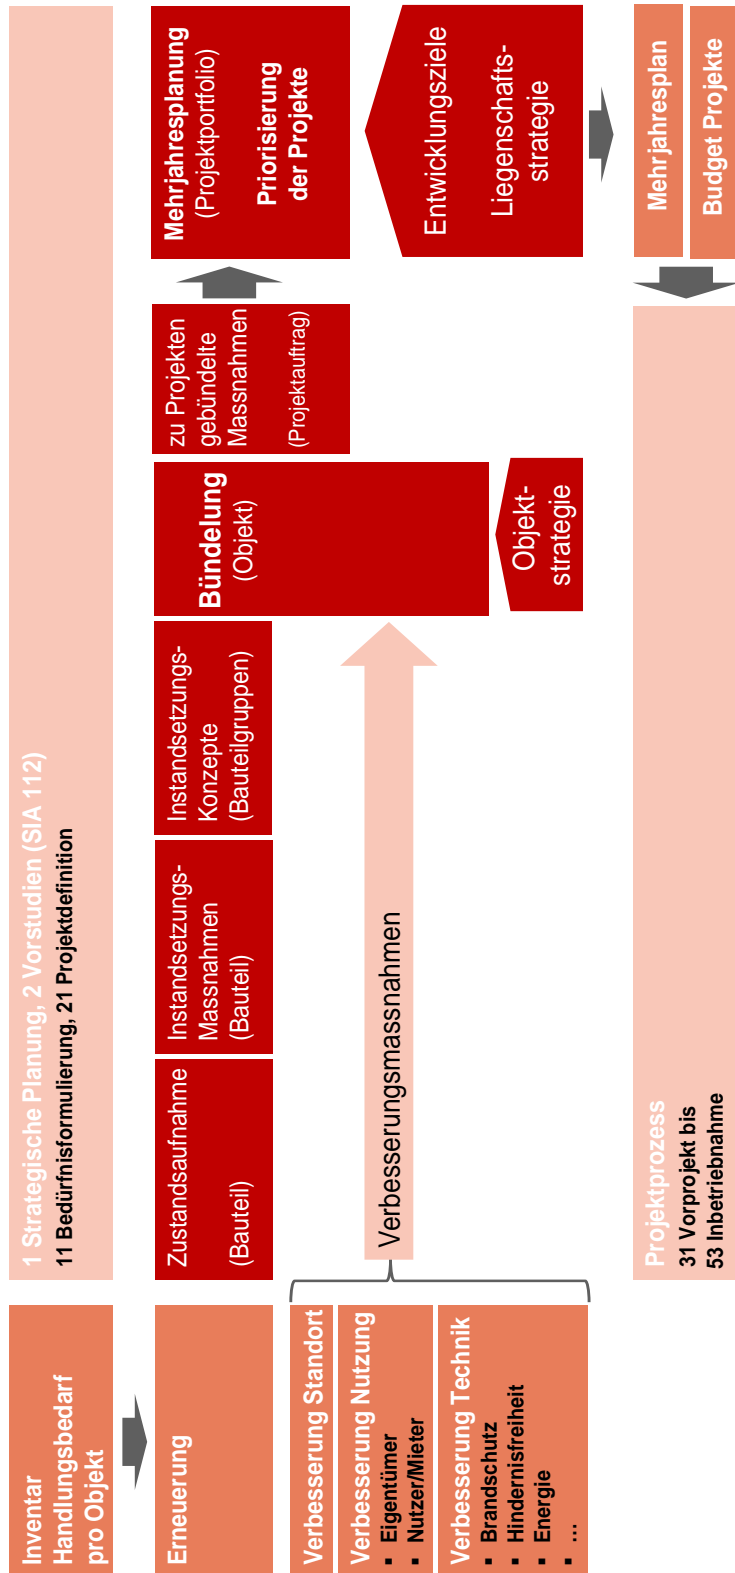 Inventar
Handlungsbedarf
pro Objekt
1 Strategische Planung, 2 Vorstudien (SIA 112)
11 Bedürfnisformulierung, 21 Projektdefinition
Erneuerung
Zustandsaufnahme
(Bauteil)
Instandsetzungs-
Massnahmen
(Bauteil)
Instandsetzungs-
Konzepte
(Bauteilgruppen)
Bündelung
(Objekt)
zu Projekten
gebündelte
Massnahmen
(Projektauftrag)
Mehrjahresplanung
(Projektportfolio)
Priorisierung
der Projekte
Verbesserung Standort
Verbesserung Nutzung
▪ Eigentümer
▪ Nutzer/Mieter
Verbesserung Technik
▪ Brandschutz
▪ Hindernisfreiheit
▪ Energie
▪ ...
Verbesserungsmassnahmen
Objekt-
strategie
Entwicklungsziele
Liegenschafts-
strategie
Projektprozess
31 Vorprojekt bis
53 Inbetriebnahme
Mehrjahresplan
Budget Projekte